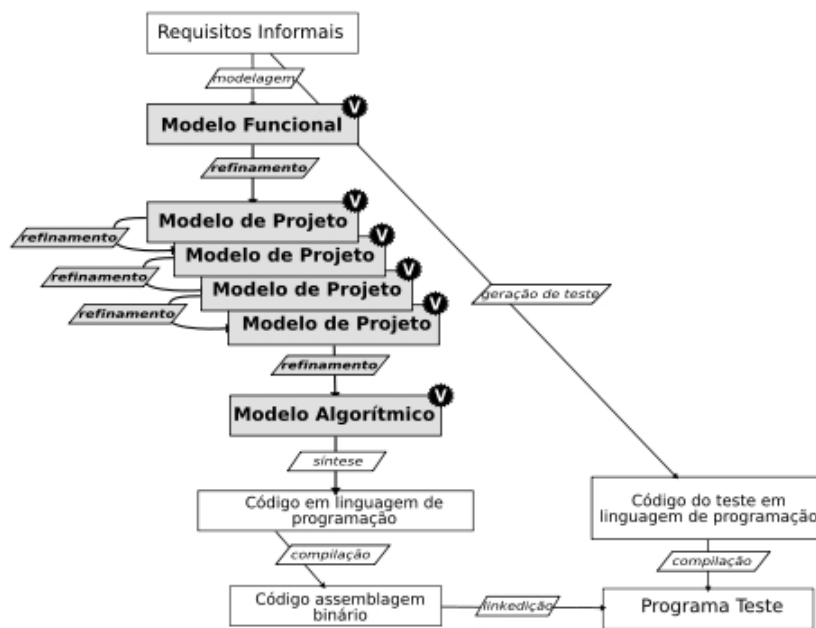 Requisitos Informais
modelagem
V
Modelo Funcional
refinamento
V
Modelo de Projeto
refinamento
V
Modelo de Projeto
refinamento
V
Modelo de Projeto
refinamento
V
Modelo de Projeto
geração de teste
refinamento
V
Modelo Algorítmico
síntese
Código em linguagem de
programação
Código do teste em
linguagem de programação
compilação
compilação
Código assemblagem
binário
linkedição
Programa Teste